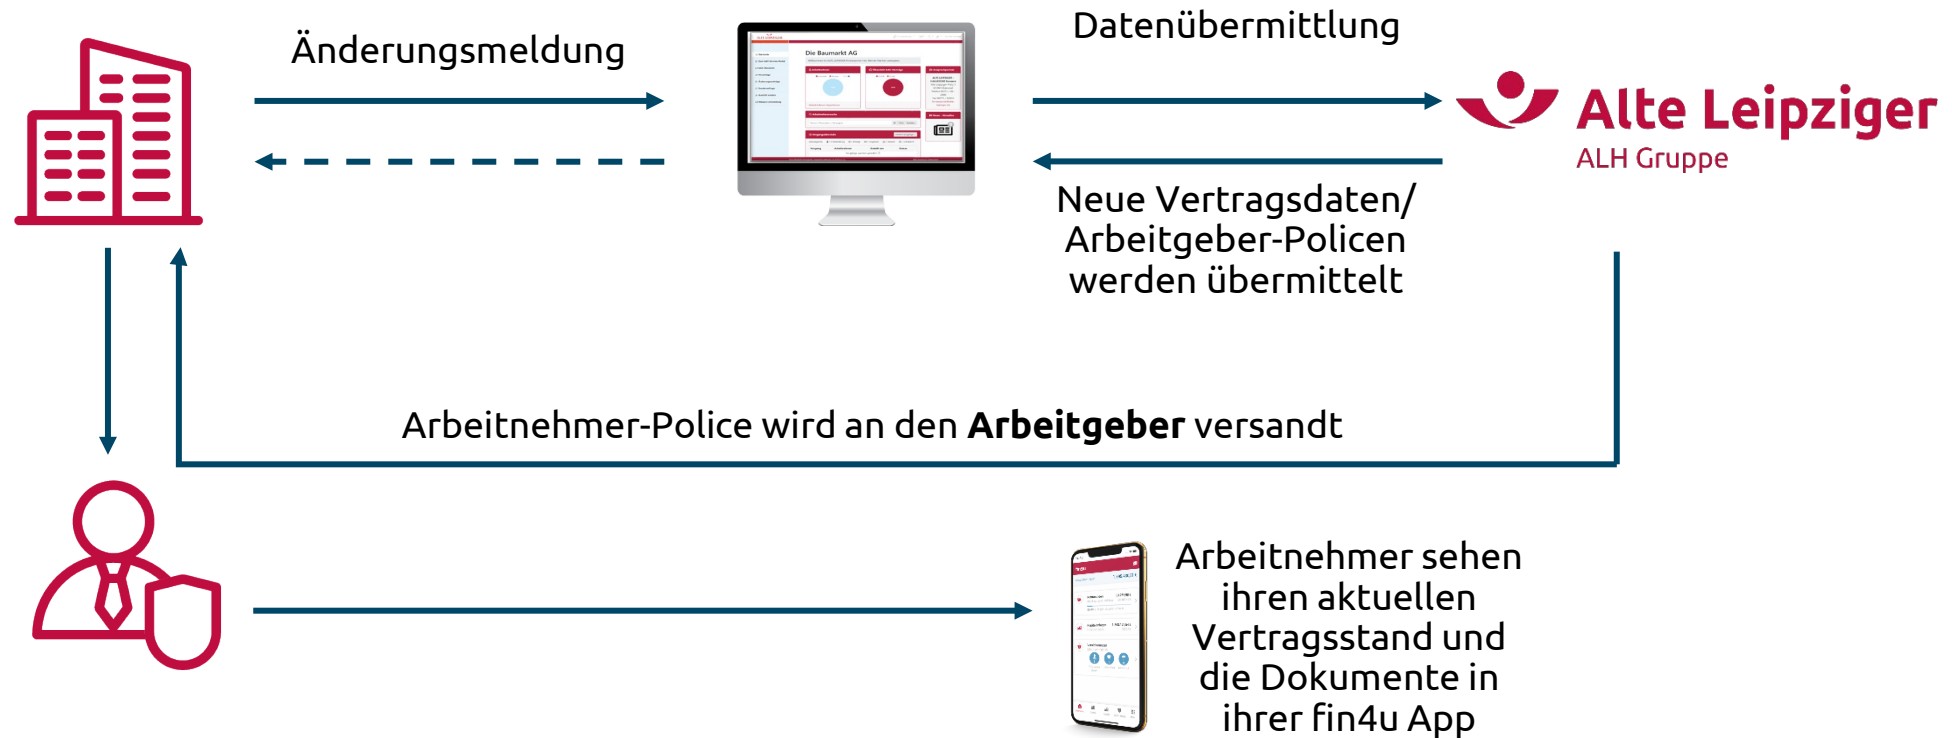 Änderungsmeldung
Datenübermittlung
Die Baumarkt AG
Alte Leipziger
ALH Gruppe
Neue Vertragsdaten/
Arbeitgeber-Policen
werden übermittelt
Arbeitnehmer-Police wird an den Arbeitgeber versandt
Arbeitnehmer sehen
ihren aktuellen
Vertragsstand und
die Dokumente in
ihrer fin4u App